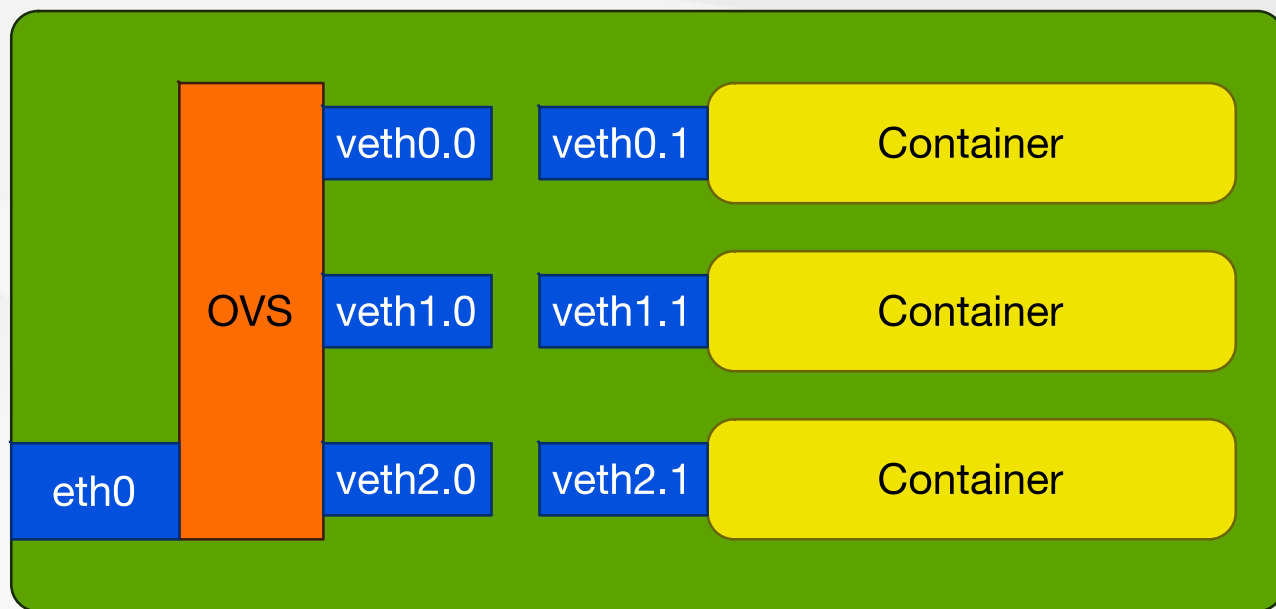 veth0.0 veth0.1 Container
OVS veth1.0 veth1.1 Container
eth0 veth2.0 veth2.1 Container